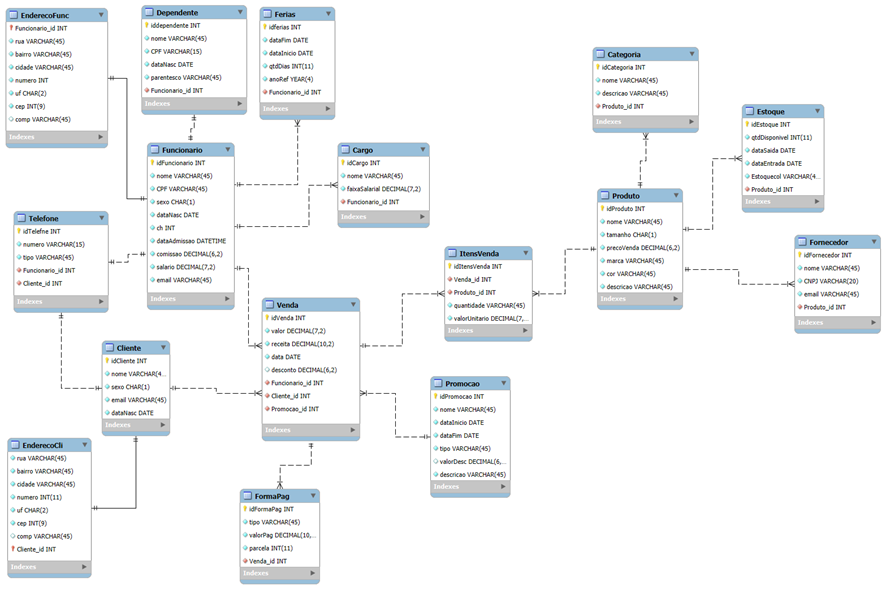 EnderecoFunc
Funcionario_id INT
rua VARCHAR(45)
bairro VARCHAR(45)
cidade VARCHAR(45)
numero INT
uf CHAR(2)
cep INT(9)
comp VARCHAR(45)
Indexes
Dependente
iddependente INT
nome VARCHAR(45)
CPF VARCHAR(15)
dataNasc DATE
parentesco VARCHAR(45)
Funcionario_id INT
Indexes
Ferias
idferias INT
dataFim DATE
dataInicio DATE
qtdDias INT(11)
anoRef YEAR(4)
Funcionario_id INT
Indexes
Categoria
idCategoria INT
nome VARCHAR(45)
descricao VARCHAR(45)
Produto_id INT
Indexes
Estoque
idEstoque INT
qtdDisponivel INT(11)
dataSaida DATE
dataEntrada DATE
Estoquecol VARCHAR(4...
Produto_id INT
Indexes
Funcionario
idFuncionario INT
nome VARCHAR(45)
CPF VARCHAR(45)
sexo CHAR(1)
dataNasc DATE
ch INT
dataAdmissao DATETIME
comissao DECIMAL(6,2)
salario DECIMAL(7,2)
email VARCHAR(45)
Indexes
Cargo
idCargo INT
nome VARCHAR(45)
faixaSalarial DECIMAL(7,2)
Funcionario_id INT
Indexes
Produto
idProduto INT
nome VARCHAR(45)
tamanho CHAR(1)
precoVenda DECIMAL(6,2)
marca VARCHAR(45)
cor VARCHAR(45)
descricao VARCHAR(45)
Indexes
Telefone
idTelefne INT
numero VARCHAR(15)
tipo VARCHAR(45)
Funcionario_id INT
Cliente_id INT
Indexes
Fornecedor
idFornecedor INT
nome VARCHAR(45)
CNPJ VARCHAR(20)
email VARCHAR(45)
Produto_id INT
Indexes
ItensVenda
idItensVenda INT
Venda_id INT
Produto_id INT
quantidade VARCHAR(45)
valorUnitario DECIMAL(7,...
Indexes
Venda
idVenda INT
valor DECIMAL(7,2)
receita DECIMAL(10,2)
data DATE
desconto DECIMAL(6,2)
Funcionario_id INT
Cliente_id INT
Promocao_id INT
Indexes
Cliente
idCliente INT
nome VARCHAR(4...
sexo CHAR(1)
email VARCHAR(45)
dataNasc DATE
Indexes
Promocao
idPromocao INT
nome VARCHAR(45)
dataInicio DATE
dataFim DATE
tipo VARCHAR(45)
valorDesc DECIMAL(6,...
descricao VARCHAR(45)
Indexes
EnderecoCli
rua VARCHAR(45)
bairro VARCHAR(45)
cidade VARCHAR(45)
numero INT(11)
uf CHAR(2)
cep INT(9)
comp VARCHAR(45)
Cliente_id INT
Indexes
FormaPag
idFormaPag INT
tipo VARCHAR(45)
valorPag DECIMAL(10,...
parcela INT(11)
Venda_id INT
Indexes